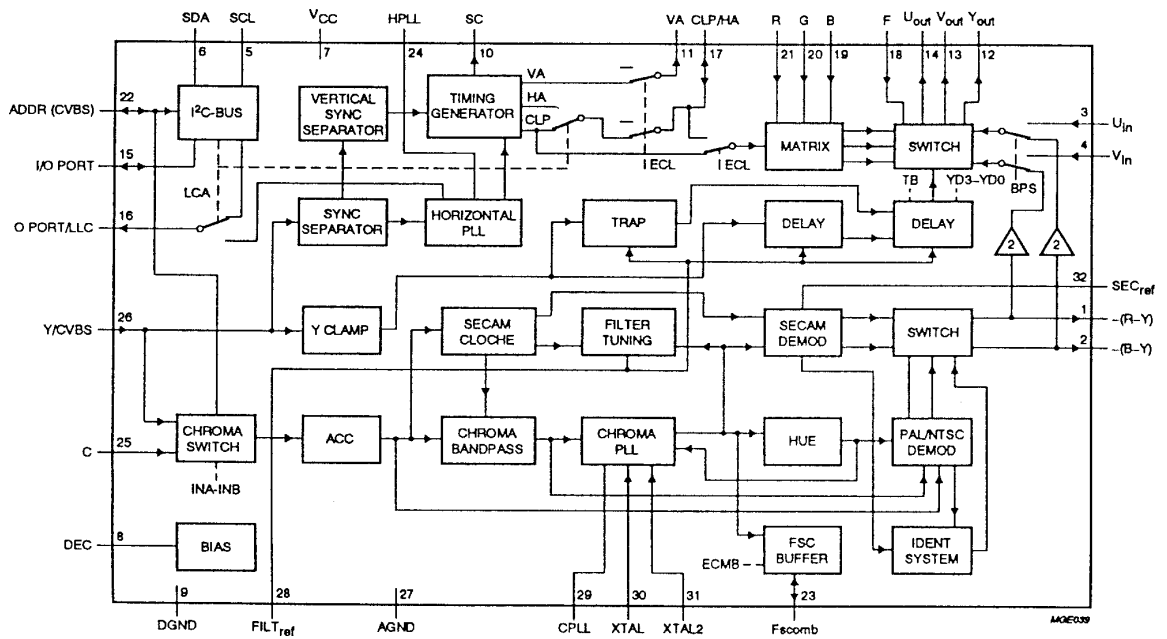 SDA SCL VCC HPLL SC VA CLP/HA R G B F Uout Vout Yout
6 5 7 24 10 11 17 21 20 19 18 14 13 12
VA
HA
CLP
ADDR (CVBS) 22
I²C-BUS
VERTICAL SYNC SEPARATOR
TIMING GENERATOR
MATRIX
SWITCH
3 Uin
4 Vin
I/O PORT 15
IECL IECL
TB YD3–YD0 BPS
LCA
O PORT/LLC 16
SYNC SEPARATOR
HORIZONTAL PLL
TRAP
DELAY
DELAY
2 2
32 SECref
Y/CVBS 26
Y CLAMP
SECAM CLOCHE
FILTER TUNING
SECAM DEMOD
SWITCH
1 –(R–Y)
2 –(B–Y)
C 25
CHROMA SWITCH
ACC
CHROMA BANDPASS
CHROMA PLL
HUE
PAL/NTSC DEMOD
INA-INB
DEC 8
BIAS
ECMB
FSC BUFFER
IDENT SYSTEM
9 28 27 29 30 31 23
DGND FILTref AGND CPLL XTAL XTAL2 Fscomb
MGE039